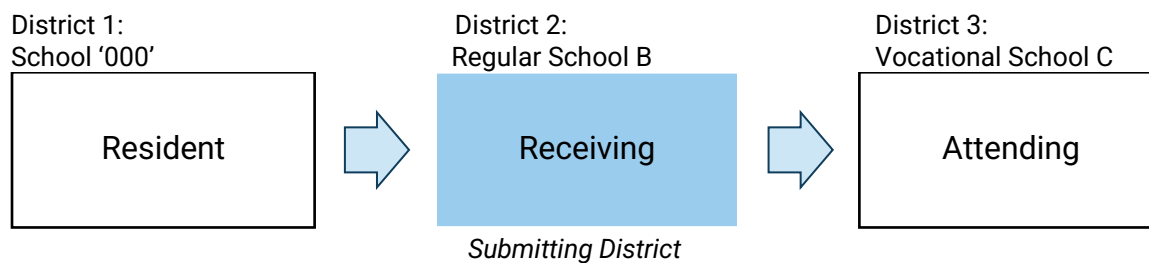 District 1:
School ‘000’
District 2:
Regular School B
District 3:
Vocational School C
Resident
Receiving
Attending
Submitting District